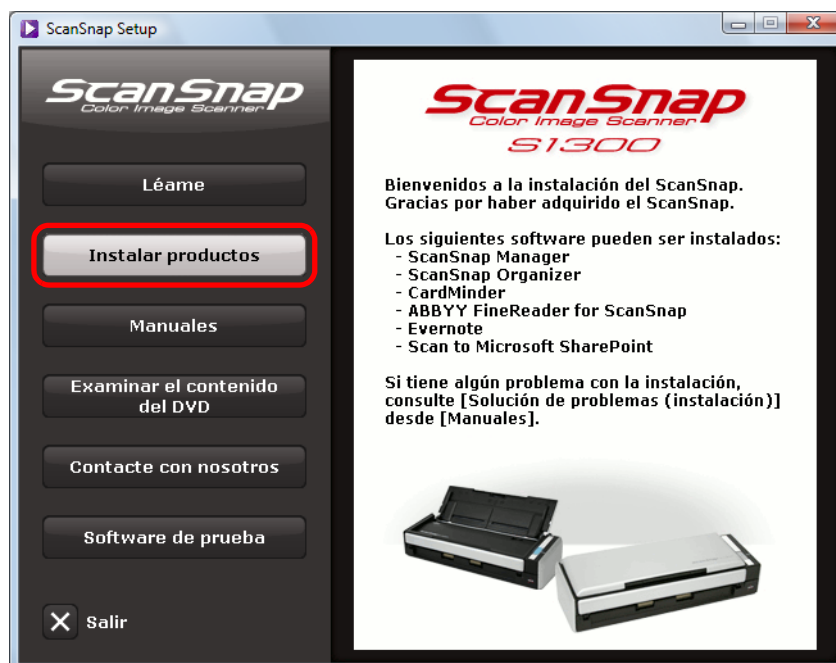 ScanSnap Setup
ScanSnap
Color Image Scanner
Léame
Instalar productos
Manuales
Examinar el contenido
del DVD
Contacte con nosotros
Software de prueba
Salir
ScanSnap
Color Image Scanner
S1300
Bienvenidos a la instalación del ScanSnap.
Gracias por haber adquirido el ScanSnap.
Los siguientes software pueden ser instalados:
- ScanSnap Manager
- ScanSnap Organizer
- CardMinder
- ABBYY FineReader for ScanSnap
- Evernote
- Scan to Microsoft SharePoint
Si tiene algún problema con la instalación,
consulte [Solución de problemas (instalación)]
desde [Manuales].